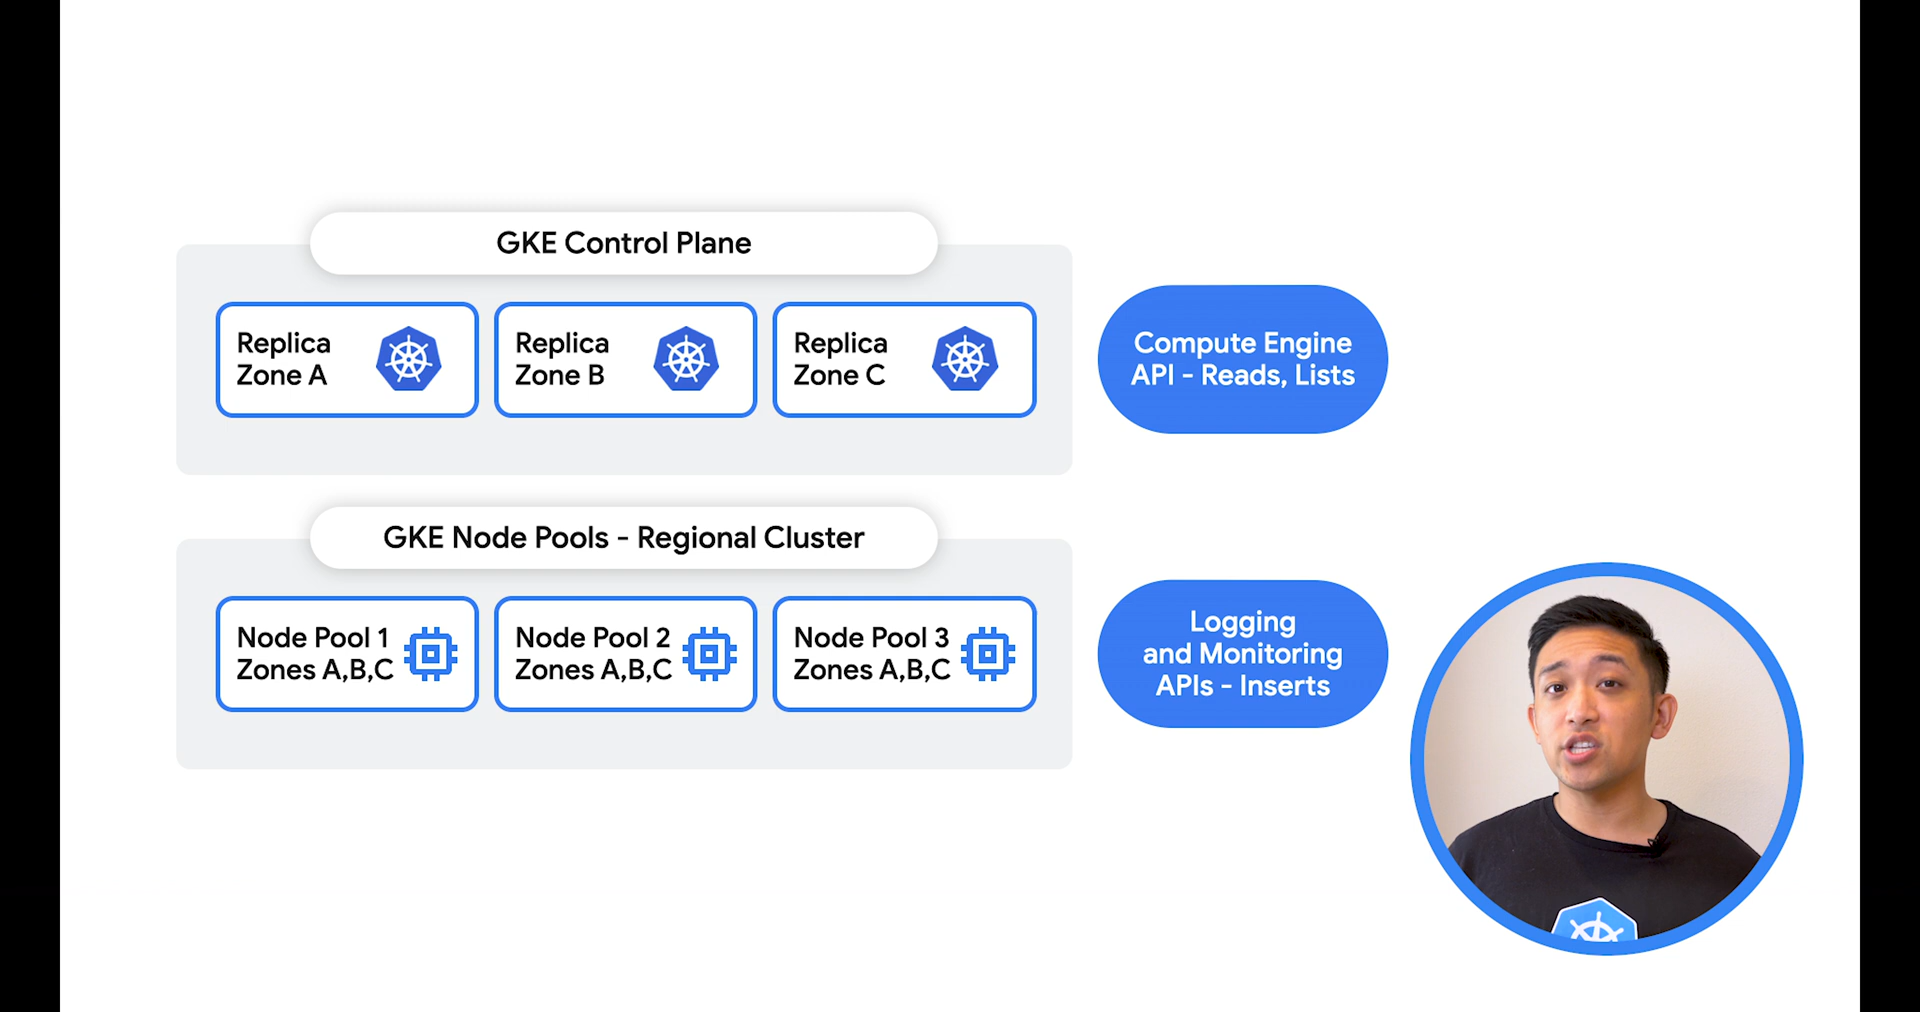 GKE Control Plane
Replica
Zone A
Replica
Zone B
Replica
Zone C
Compute Engine
API - Reads, Lists
GKE Node Pools - Regional Cluster
Node Pool 1
Zones A,B,C
Node Pool 2
Zones A,B,C
Node Pool 3
Zones A,B,C
Logging
and Monitoring
APIs - Inserts